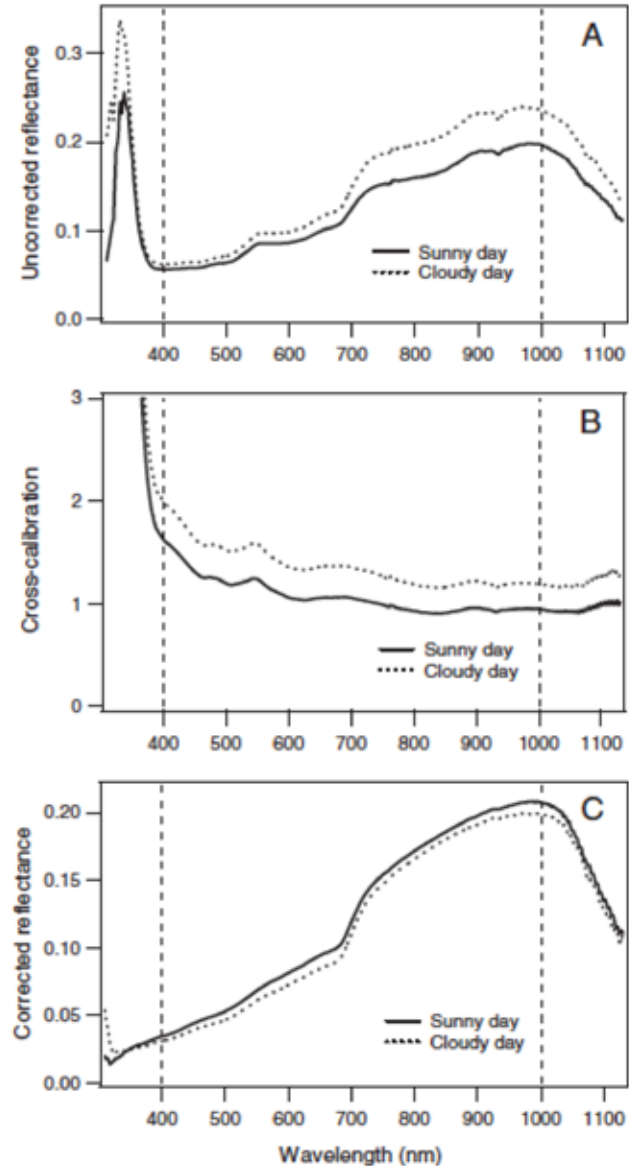 A
Uncorrected reflectance
0.3
0.2
0.1
0.0
Sunny day
Cloudy day
400 500 600 700 800 900 1000 1100
B
Cross-calibration
3
2
1
0
Sunny day
Cloudy day
400 500 600 700 800 900 1000 1100
C
Corrected reflectance
0.20
0.15
0.10
0.05
0.00
Sunny day
Cloudy day
400 500 600 700 800 900 1000 1100
Wavelength (nm)